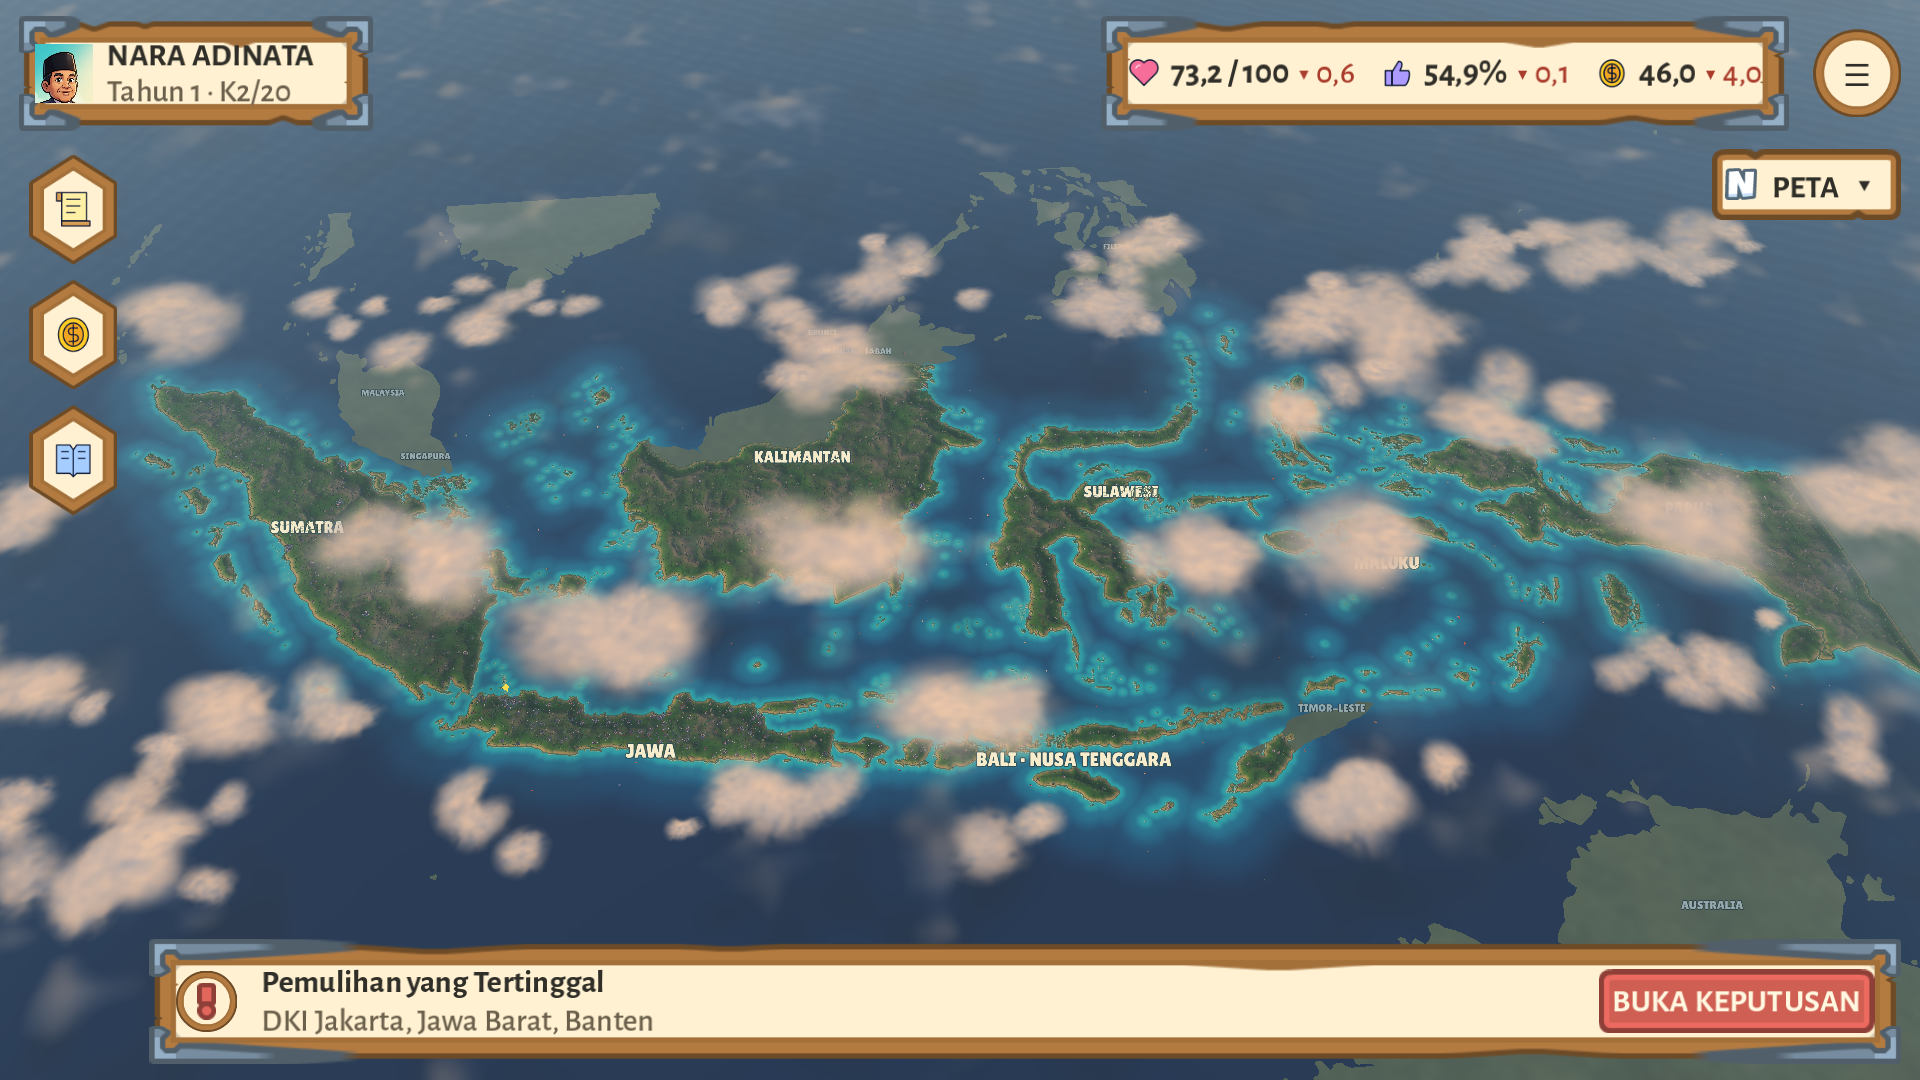 NARA ADINATA
Tahun 1 · K2/20
73,2 /100 ▼ 0,6 54,9% ▼ 0,1 46,0 ▼ 4,0
N PETA ▼
MALAYSIA
SINGAPURA
KALIMANTAN
SULAWESI
SUMATRA
MALUKU
TIMOR-LESTE
JAWA
BALI · NUSA TENGGARA
AUSTRALIA
Pemulihan yang Tertinggal
DKI Jakarta, Jawa Barat, Banten
BUKA KEPUTUSAN